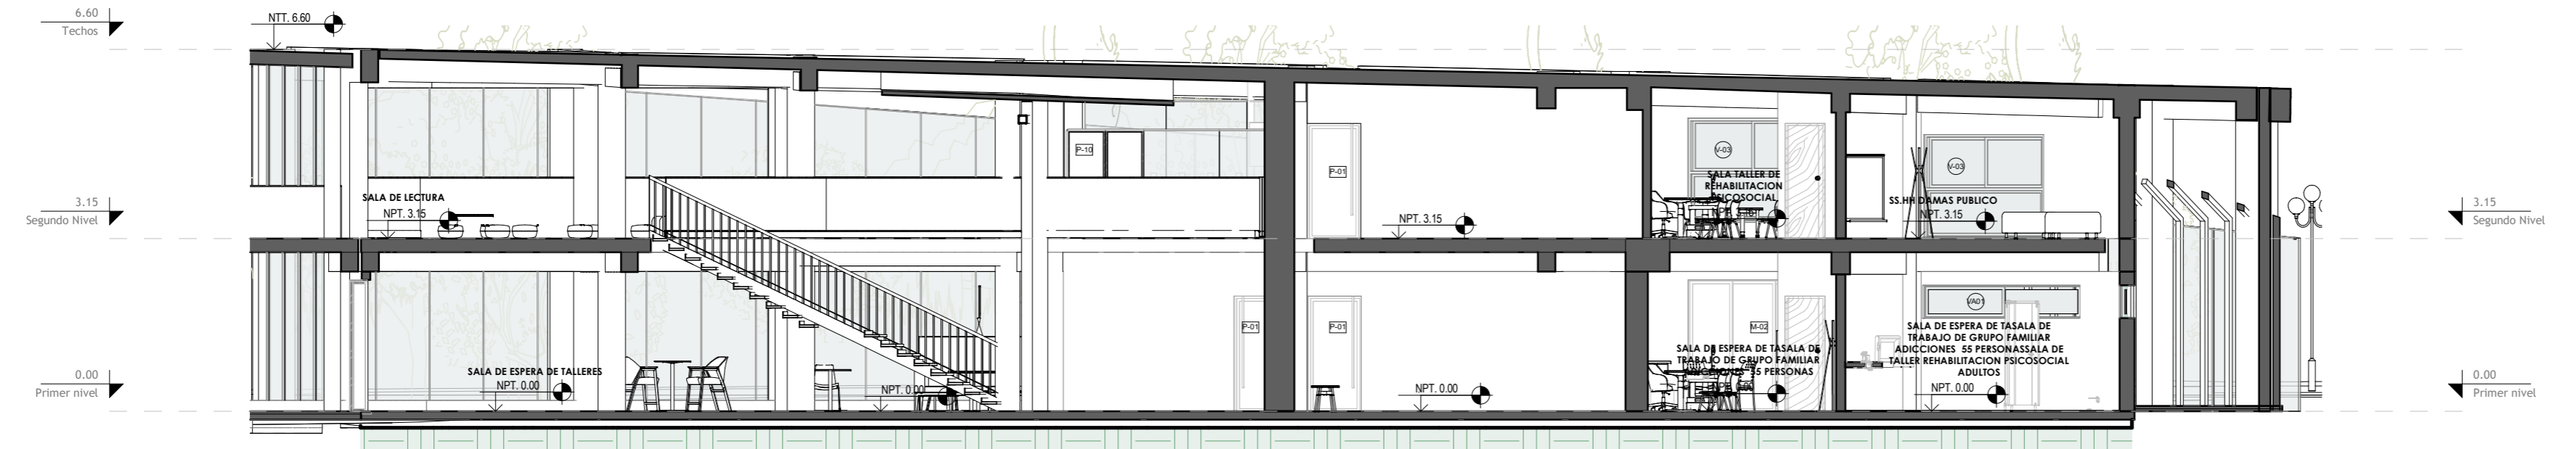 6.60
Techos
NTT. 6.60
P-10
P-01
V-03
V-03
SALA TALLER DE
REHABILITACION
PSICOSOCIAL
SALA DE LECTURA
NPT. 3.15
3.15
Segundo Nivel
NPT. 3.15
SS.HH DAMAS PUBLICO
NPT. 3.15
3.15
Segundo Nivel
VA01
P-01
P-01
M-02
SALA DE ESPERA DE TASALA DE
TRABAJO DE GRUPO FAMILIAR
ADICCIONES 55 PERSONASSALA DE
TALLER REHABILITACION PSICOSOCIAL
ADULTOS
SALA DE ESPERA DE TASALA DE
TRABAJO DE GRUPO FAMILIAR
55 PERSONAS
SALA DE ESPERA DE TALLERES
NPT. 0.00
NPT. 0.00
NPT. 0.00
NPT. 0.00
0.00
Primer nivel
0.00
Primer nivel